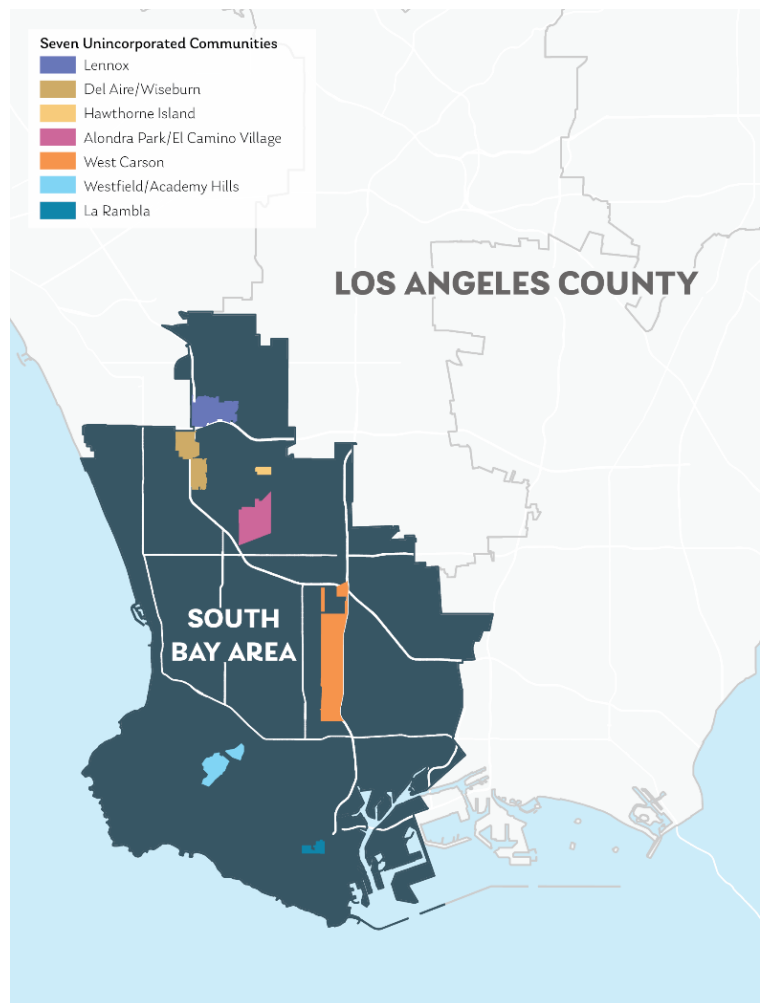 Seven Unincorporated Communities
Lennox
Del Aire/Wiseburn
Hawthorne Island
Alondra Park/El Camino Village
West Carson
Westfield/Academy Hills
La Rambla
LOS ANGELES COUNTY
SOUTH
BAY AREA